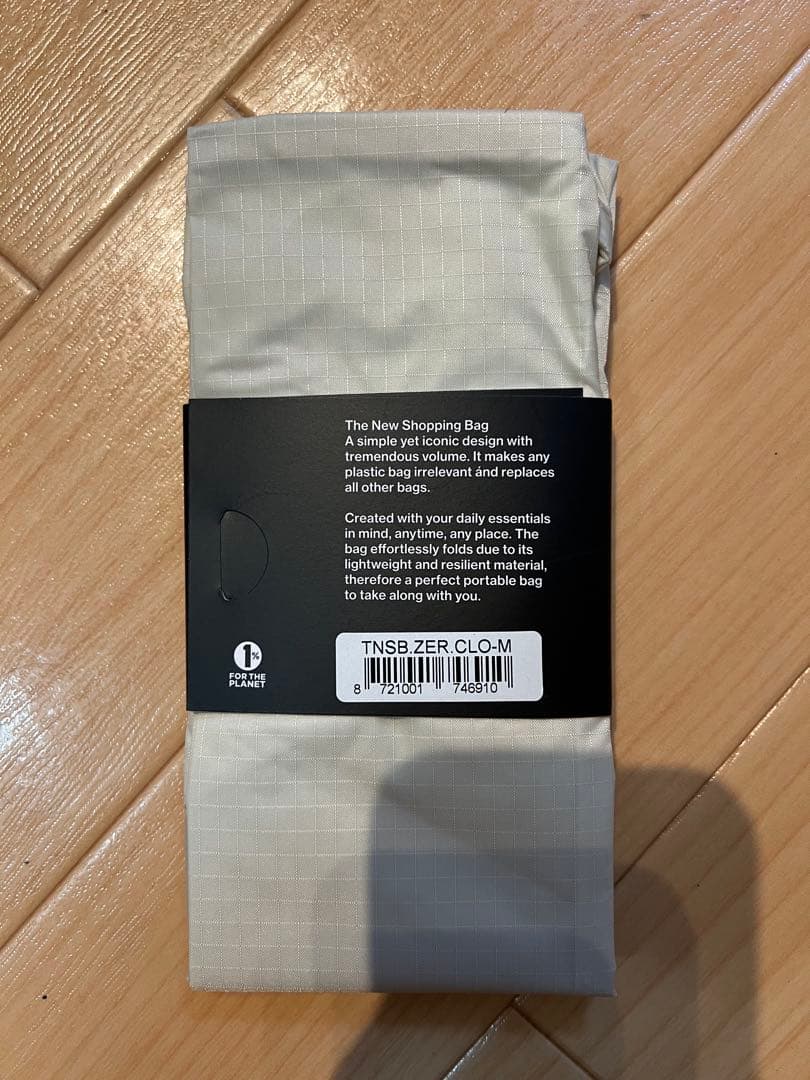 The New Shopping Bag
A simple yet iconic design with
tremendous volume. It makes any
plastic bag irrelevant ánd replaces
all other bags.
Created with your daily essentials
in mind, anytime, any place. The
bag effortlessly folds due to its
lightweight and resilient material,
therefore a perfect portable bag
to take along with you.
1%
FOR THE
PLANET
TNSB.ZER.CLO-M
8 721001 746910